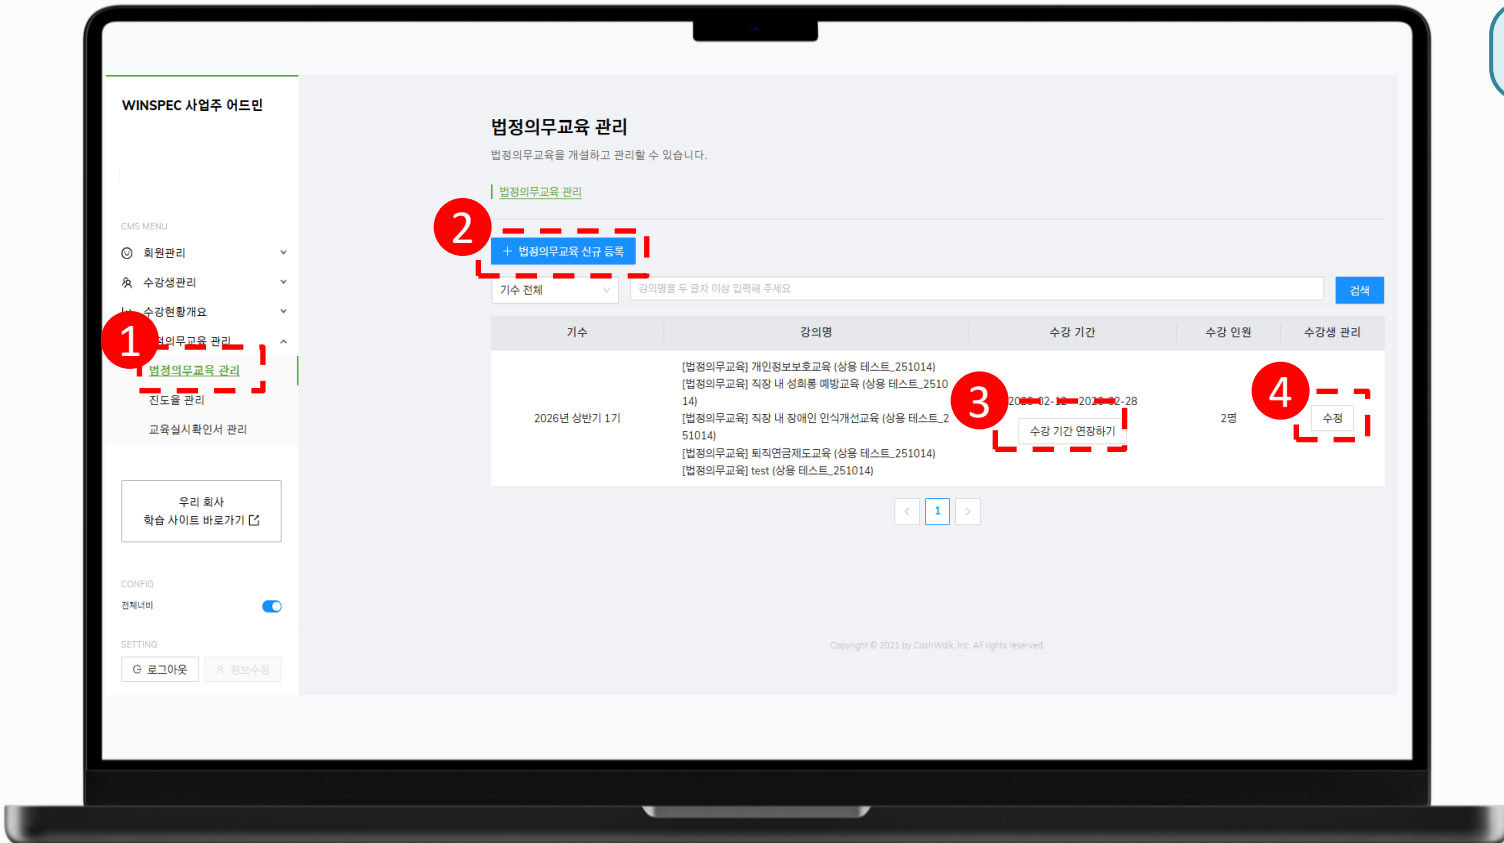 WINSPEC 사업주 어드민
CMS MENU
회원관리
수강생관리
수강현황개요
의무교육 관리
1
법정의무교육 관리
진도율 관리
교육실시확인서 관리
우리 회사
학습 사이트 바로가기
CONFIG
전체너비
SETTING
로그아웃
정보수정
법정의무교육 관리
법정의무교육을 개설하고 관리할 수 있습니다.
법정의무교육 관리
2
+ 법정의무교육 신규 등록
기수 전체
강의명을 두 글자 이상 입력해 주세요
검색
기수
강의명
수강 기간
수강 인원
수강생 관리
2026년 상반기 1기
[법정의무교육] 개인정보보호교육 (상용 테스트_251014)
[법정의무교육] 직장 내 성희롱 예방교육 (상용 테스트_2510
14)
[법정의무교육] 직장 내 장애인 인식개선교육 (상용 테스트_2
51014)
[법정의무교육] 퇴직연금제도교육 (상용 테스트_251014)
[법정의무교육] test (상용 테스트_251014)
3
2026-02-12 ~ 2026-02-28
수강 기간 연장하기
2명
4
수정
< 1 >
Copyright © 2021 by CashWalk, Inc. All rights reserved.